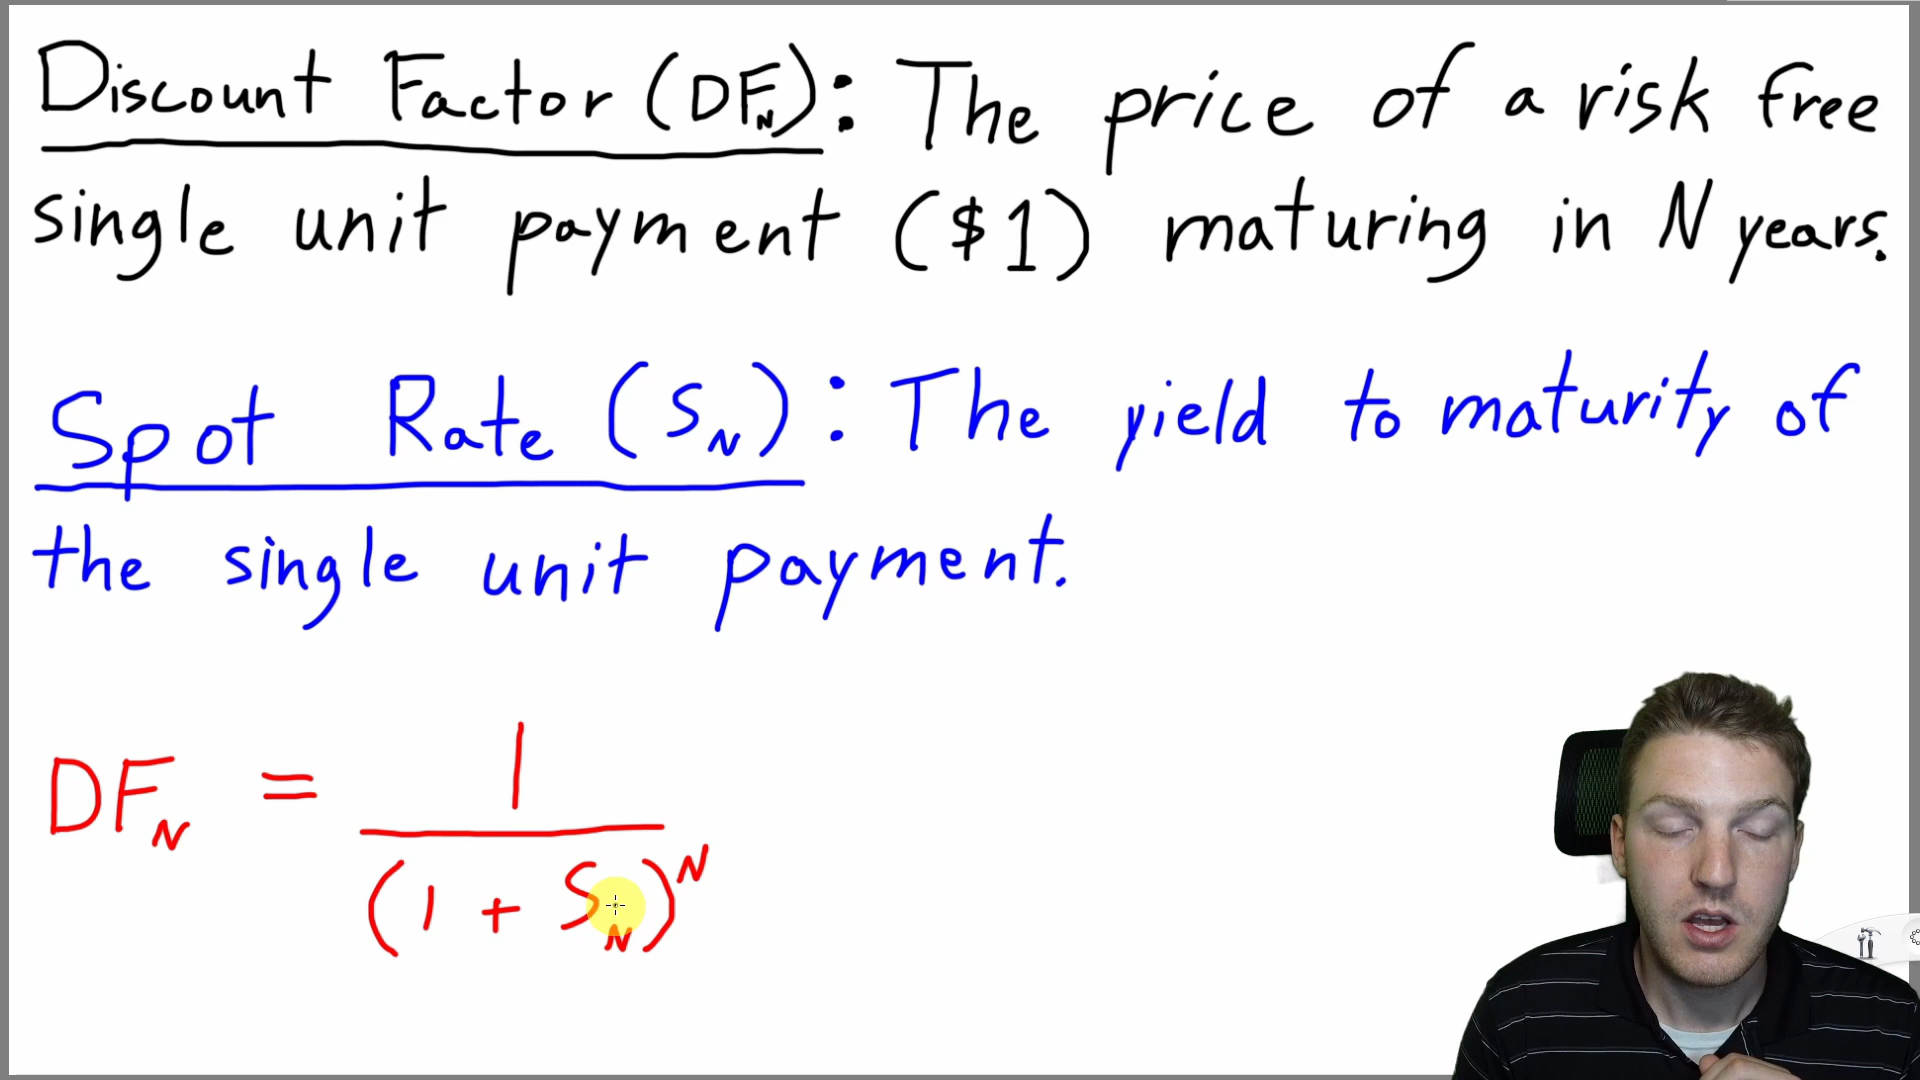 Discount Factor (DF_N): The price of a risk free
single unit payment ($1) maturing in N years.
Spot Rate (S_N): The yield to maturity of
the single unit payment.
DF_N = 1 / (1 + S_N)^N